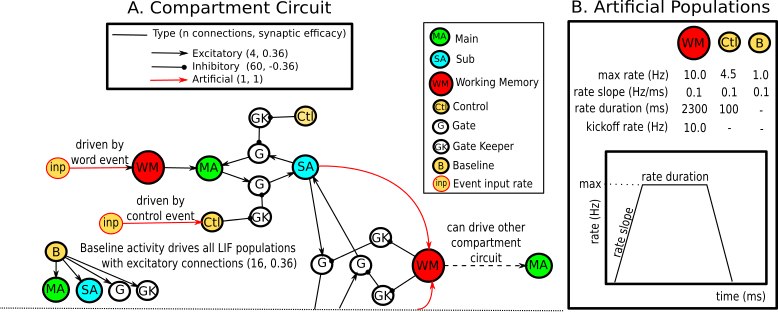 A. Compartment Circuit
Type (n connections, synaptic efficacy)
Excitatory (4, 0.36)
Inhibitory (60, -0.36)
Artificial (1, 1)
MA Main
SA Sub
WM Working Memory
Ctl Control
G Gate
GK Gate Keeper
B Baseline
inp Event input rate
GK Ctl
driven by
word event
inp WM MA G SA
G
driven by
control event
inp Ctl GK
Baseline activity drives all LIF populations
with excitatory connections (16, 0.36)
B
MA SA G GK
GK
G G WM MA
GK
can drive other
compartment
circuit
B. Artificial Populations
WM Ctl B
max rate (Hz) 10.0 4.5 1.0
rate slope (Hz/ms) 0.1 0.1 0.1
rate duration (ms) 2300 100 -
kickoff rate (Hz) 10.0 - -
max
rate duration
rate slope
rate (Hz)
time (ms)